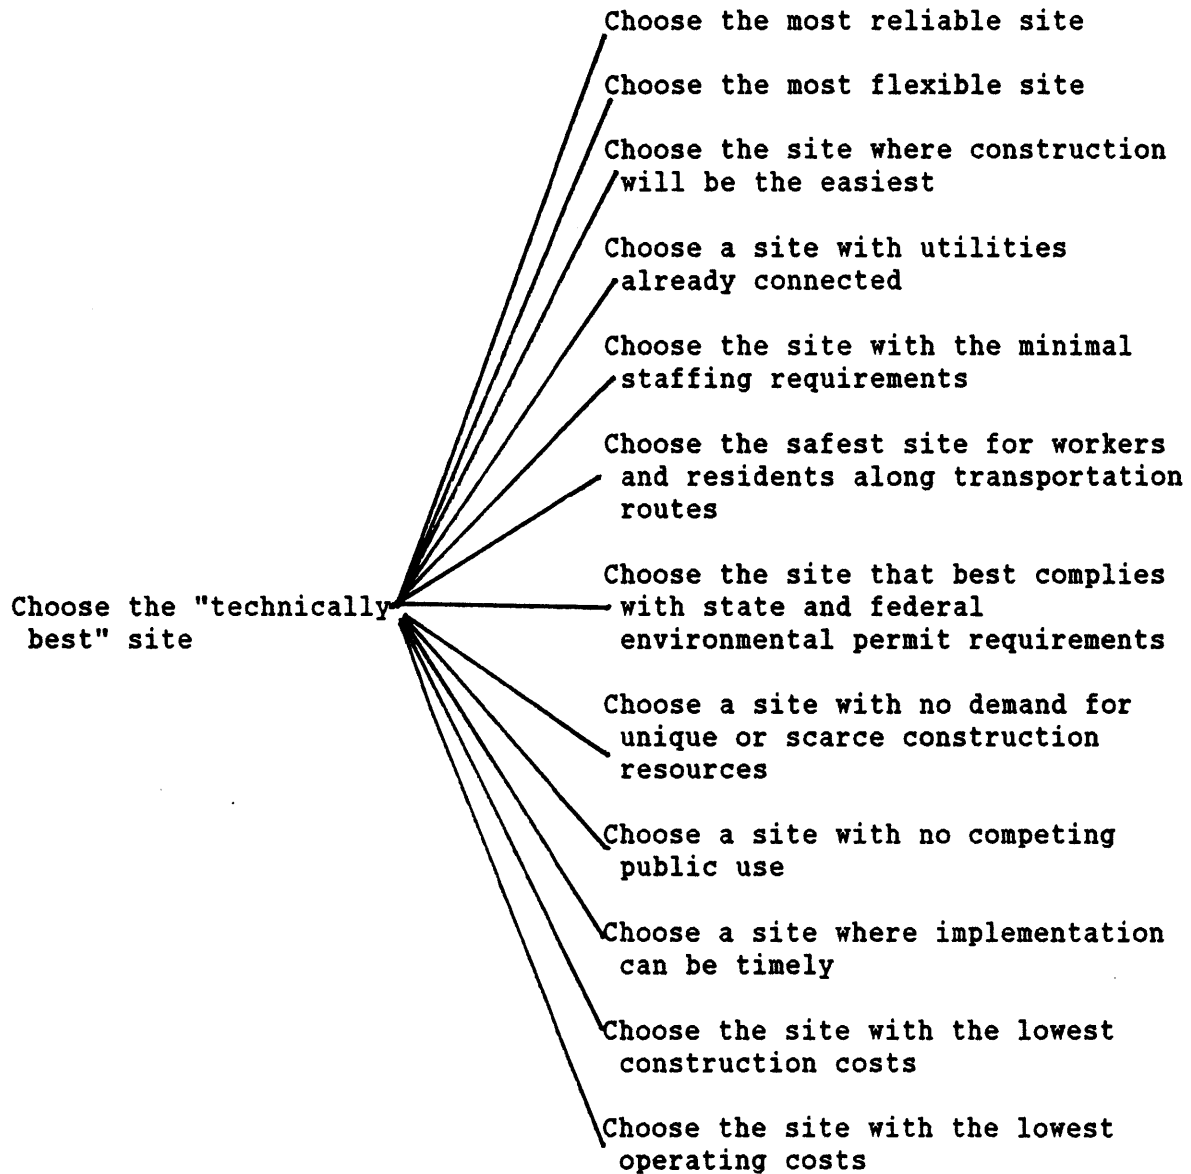 Choose the most reliable site
Choose the most flexible site
Choose the site where construction
will be the easiest
Choose a site with utilities
already connected
Choose the site with the minimal
staffing requirements
Choose the safest site for workers
and residents along transportation
routes
Choose the "technically
best" site
Choose the site that best complies
with state and federal
environmental permit requirements
Choose a site with no demand for
unique or scarce construction
resources
Choose a site with no competing
public use
Choose a site where implementation
can be timely
Choose the site with the lowest
construction costs
Choose the site with the lowest
operating costs